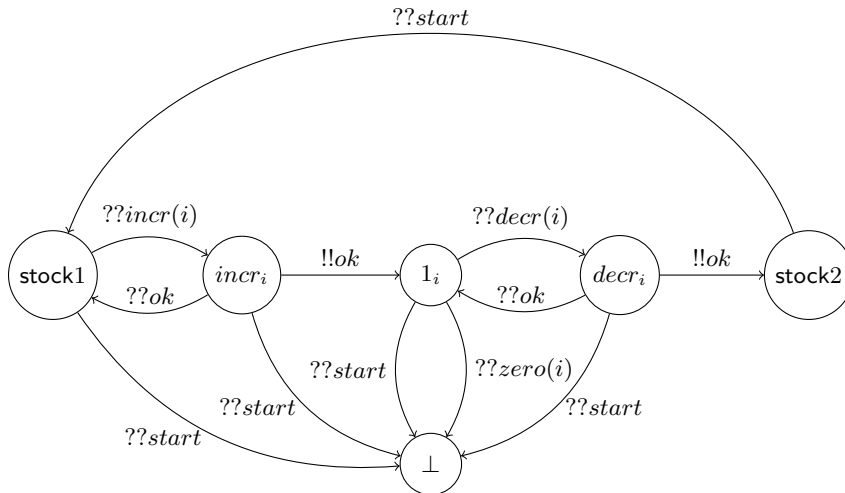 ??start
??incr(i)
??decr(i)
stock1
incr_i
!!ok
1_i
decr_i
!!ok
stock2
??ok
??ok
??start
??zero(i)
??start
??start
??start
⊥